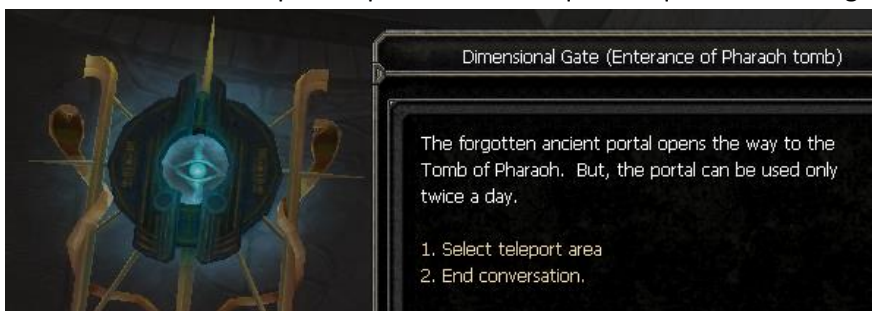 Dimensional Gate (Enterance of Pharaoh tomb)
The forgotten ancient portal opens the way to the
Tomb of Pharaoh. But, the portal can be used only
twice a day.
1. Select teleport area
2. End conversation.